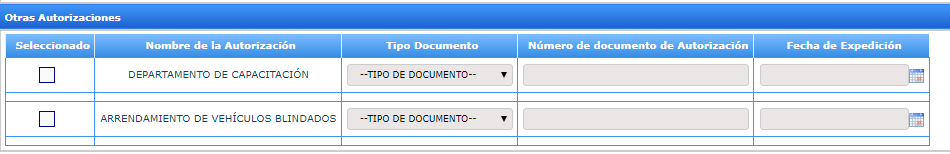 Otras Autorizaciones
Seleccionado Nombre de la Autorización Tipo Documento Número de documento de Autorización Fecha de Expedición
DEPARTAMENTO DE CAPACITACIÓN --TIPO DE DOCUMENTO--
ARRENDAMIENTO DE VEHÍCULOS BLINDADOS --TIPO DE DOCUMENTO--